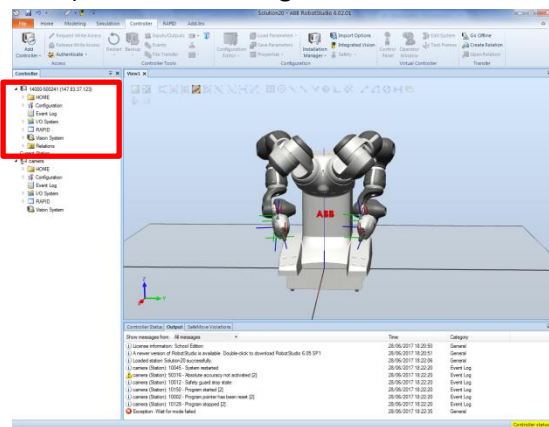 Solution20 - ABB RobotStudio 6.02.01
File Home Modeling Simulation Controller RAPID Add-Ins
Add Controller
Request Write Access
Release Write Access
Authenticate
Access
Restart Backup
Inputs/Outputs
Events
File Transfer
Controller Tools
Configuration Editor
Load Parameters
Save Parameters
Properties
Installation Manager
Import Options
Integrated Vision
Safety
Configuration
Control Panel
Operator Window
Edit System
Task Frames
Virtual Controller
Go Offline
Create Relation
Open Relation
Transfer
Controller
HOME
Configuration
Event Log
I/O System
RAPID
Vision System
Relations
Current Station
camera
HOME
Configuration
Event Log
I/O System
RAPID
Vision System
View1
ABB
Z
Y
Controller Status Output SafeMove Violations
Show messages from: All messages Time Category
License information: School Edition 28/06/2017 18:20:50 General
A newer version of RobotStudio is available. Double-click to download RobotStudio 6.05 SP1 28/06/2017 18:20:51 General
Loaded station Solution20 successfully. 28/06/2017 18:22:06 General
camera (Station): 10045 - System restarted 28/06/2017 18:22:20 Event Log
camera (Station): 50316 - Absolute accuracy not activated [2] 28/06/2017 18:22:20 Event Log
camera (Station): 10012 - Safety guard stop state 28/06/2017 18:22:20 Event Log
camera (Station): 10150 - Program started [2] 28/06/2017 18:22:20 Event Log
camera (Station): 10002 - Program pointer has been reset [2] 28/06/2017 18:22:20 Event Log
camera (Station): 10125 - Program stopped [2] 28/06/2017 18:22:20 Event Log
Exception: Wait for mode failed 28/06/2017 18:22:35 General
Controller status